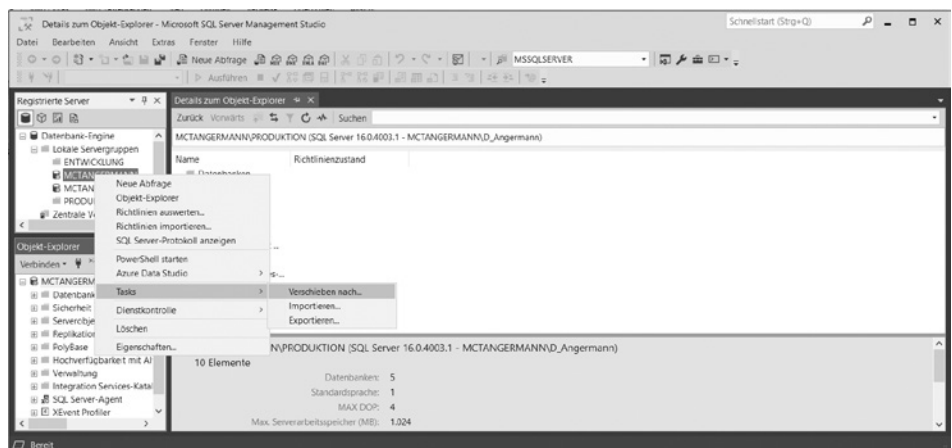 Details zum Objekt-Explorer - Microsoft SQL Server Management Studio
Schnellstart (Strg+Q)
Datei Bearbeiten Ansicht Extras Fenster Hilfe
Neue Abfrage
MSSQLSERVER
Ausführen
Registrierte Server
Details zum Objekt-Explorer
Zurück Vorwärts
Suchen
Datenbank-Engine
Lokale Servergruppen
ENTWICKLUNG
MCTANGERMANN
MCTAN
PRODU
Zentrale V
MCTANGERMANN\PRODUKTION (SQL Server 16.0.4003.1 - MCTANGERMANN\D_Angermann)
Name Richtlinienzustand
Datenbanken
Neue Abfrage
Objekt-Explorer
Richtlinien auswerten...
Richtlinien importieren...
SQL Server-Protokoll anzeigen
PowerShell starten
Azure Data Studio
Tasks
Dienstkontrolle
Löschen
Eigenschaften...
Verschieben nach...
Importieren...
Exportieren...
Objekt-Explorer
Verbinden
MCTANGERM
Datenbank
Sicherheit
Serverobje
Replikation
PolyBase
Hochverfügbarkeit mit Al
Verwaltung
Integration Services-Katal
SQL Server-Agent
XEvent Profiler
N\PRODUKTION (SQL Server 16.0.4003.1 - MCTANGERMANN\D_Angermann)
10 Elemente
Datenbanken: 5
Standardsprache: 1
MAX DOP: 4
Max. Serverarbeitsspeicher (MB): 1.024
Bereit